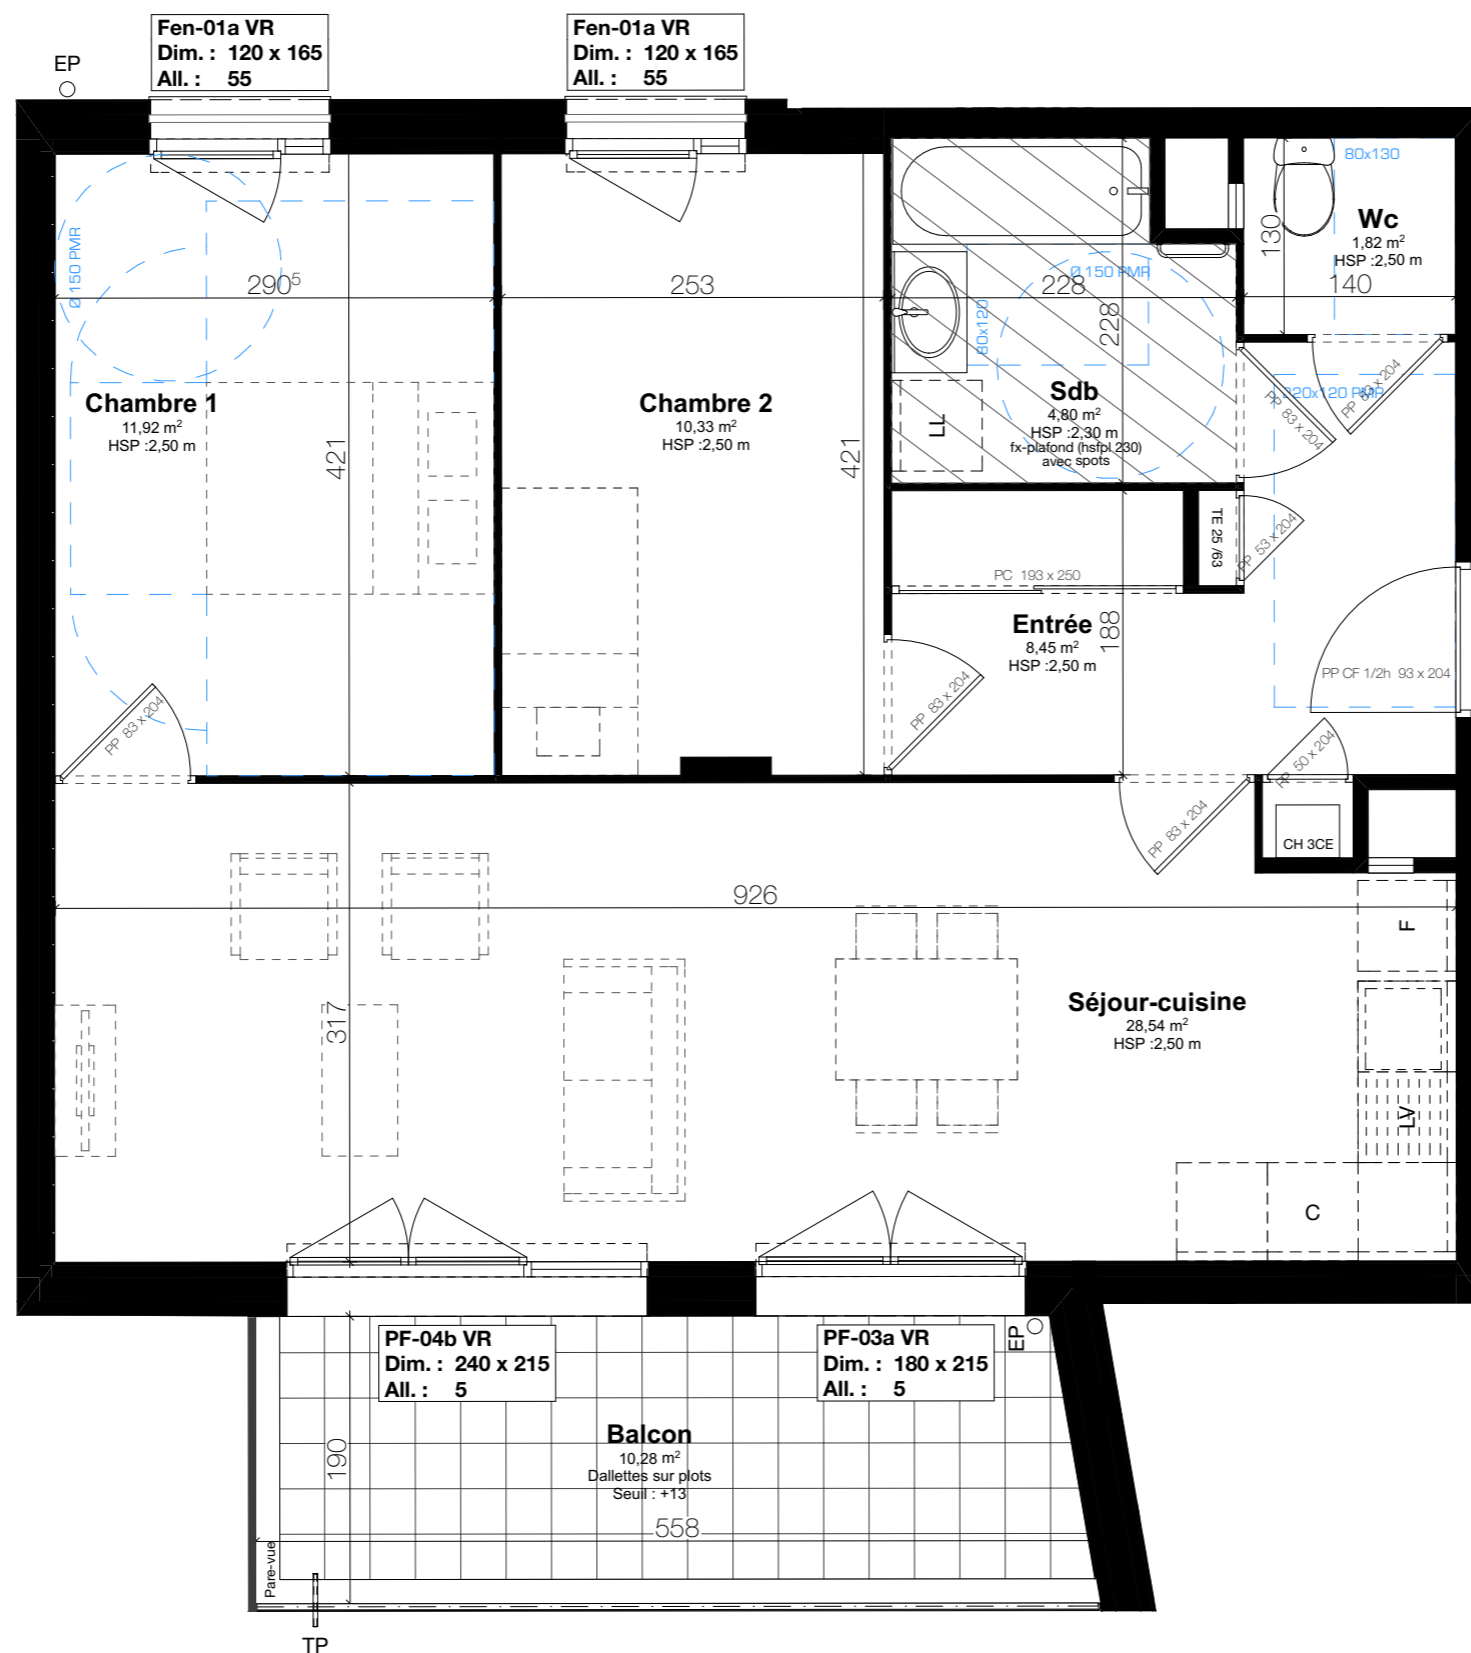 Fen-01a VR
Dim. : 120 x 165
All. : 55
Fen-01a VR
Dim. : 120 x 165
All. : 55
EP
80x130
Wc
1,82 m²
HSP :2,50 m
130
140
Ø 150 PMR
290⁵
253
Ø 150 PMR
228
228
80x120
Chambre 1
11,92 m²
HSP :2,50 m
421
Chambre 2
10,33 m²
HSP :2,50 m
421
LL
Sdb
4,80 m²
HSP :2,30 m
fx-plafond (hsfpl 230)
avec spots
PP 83 x 204
220x120 PMR
PP 83 x 204
TE 25 /63
PP 53 x 204
PC 193 x 250
Entrée
8,45 m²
HSP :2,50 m
188
PP CF 1/2h 93 x 204
PP 83 x 204
PP 83 x 204
PP 50 x 204
PP 83 x 204
CH 3CE
926
F
317
Séjour-cuisine
28,54 m²
HSP :2,50 m
LV
C
PF-04b VR
Dim. : 240 x 215
All. : 5
PF-03a VR
Dim. : 180 x 215
All. : 5
EP
Balcon
10,28 m²
Dallettes sur plots
Seuil : +13
190
558
Pare-vue
TP